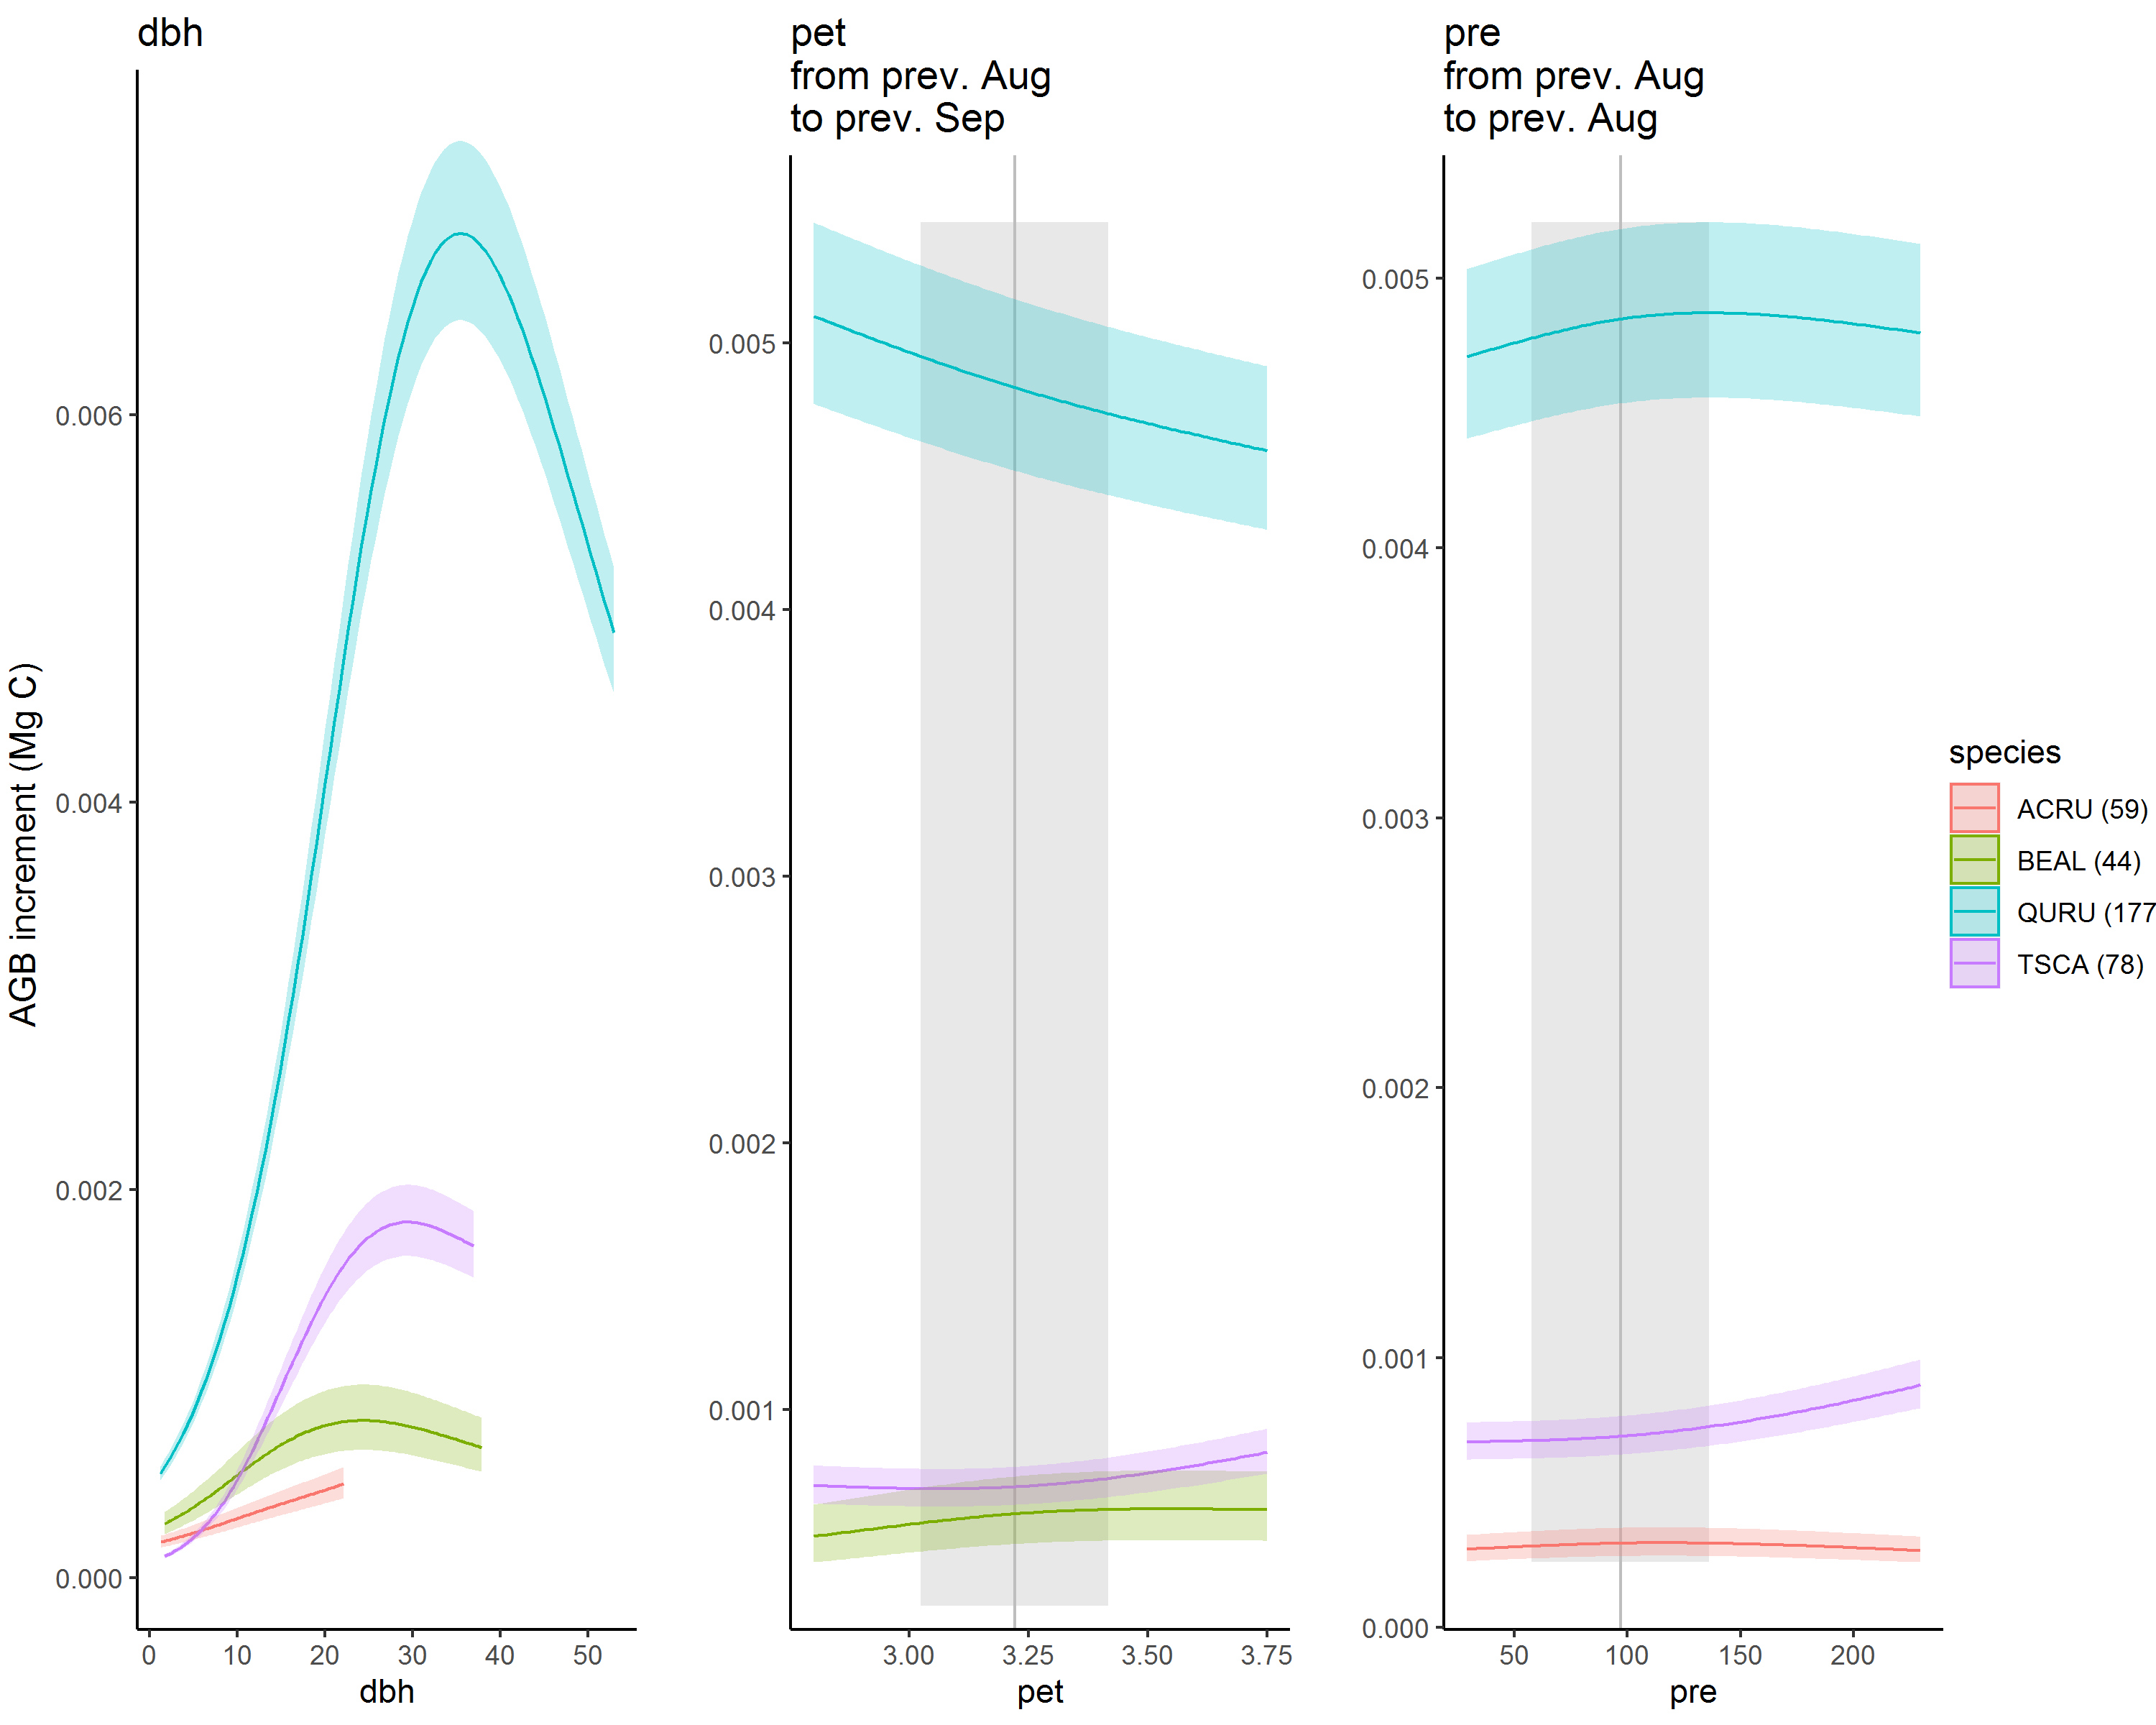 dbh
pet
from prev. Aug
to prev. Sep
pre
from prev. Aug
to prev. Aug
AGB increment (Mg C)
0.006
0.004
0.002
0.000
0 10 20 30 40 50
dbh
0.005
0.004
0.003
0.002
0.001
3.00 3.25 3.50 3.75
pet
0.005
0.004
0.003
0.002
0.001
0.000
50 100 150 200
pre
species
ACRU (59)
BEAL (44)
QURU (177
TSCA (78)